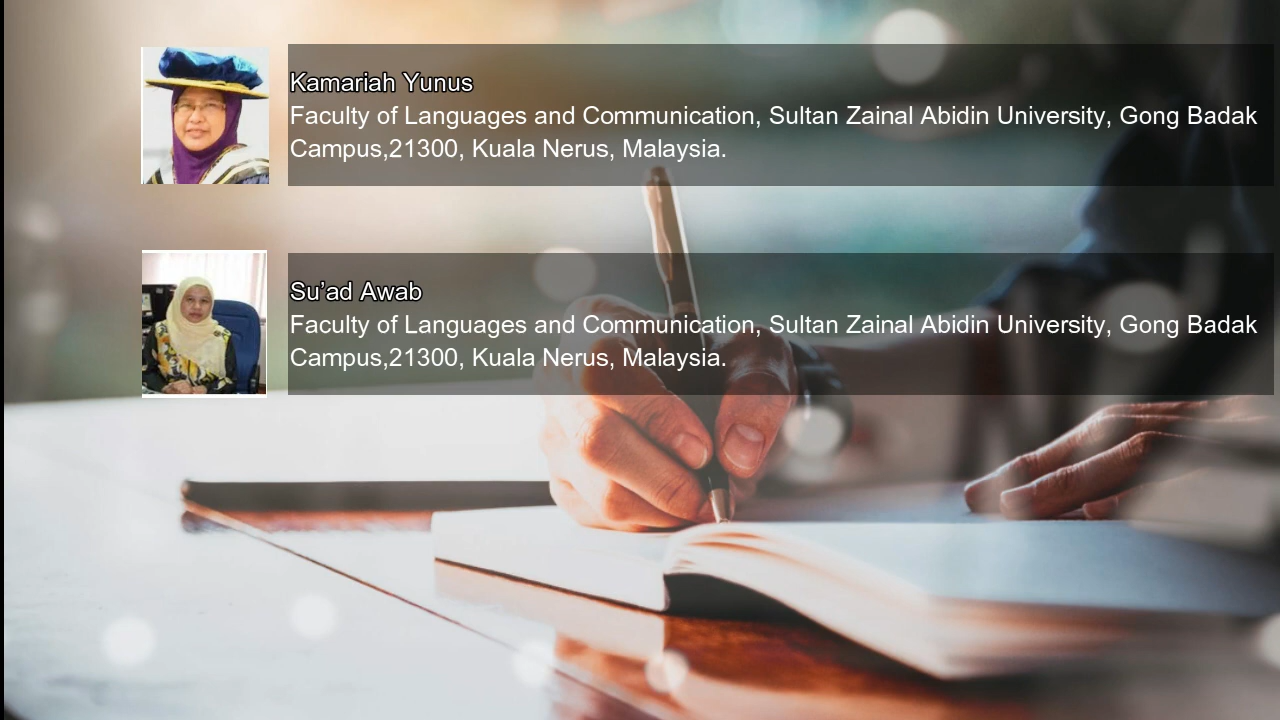 Kamariah Yunus
Faculty of Languages and Communication, Sultan Zainal Abidin University, Gong Badak
Campus,21300, Kuala Nerus, Malaysia.
Su’ad Awab
Faculty of Languages and Communication, Sultan Zainal Abidin University, Gong Badak
Campus,21300, Kuala Nerus, Malaysia.